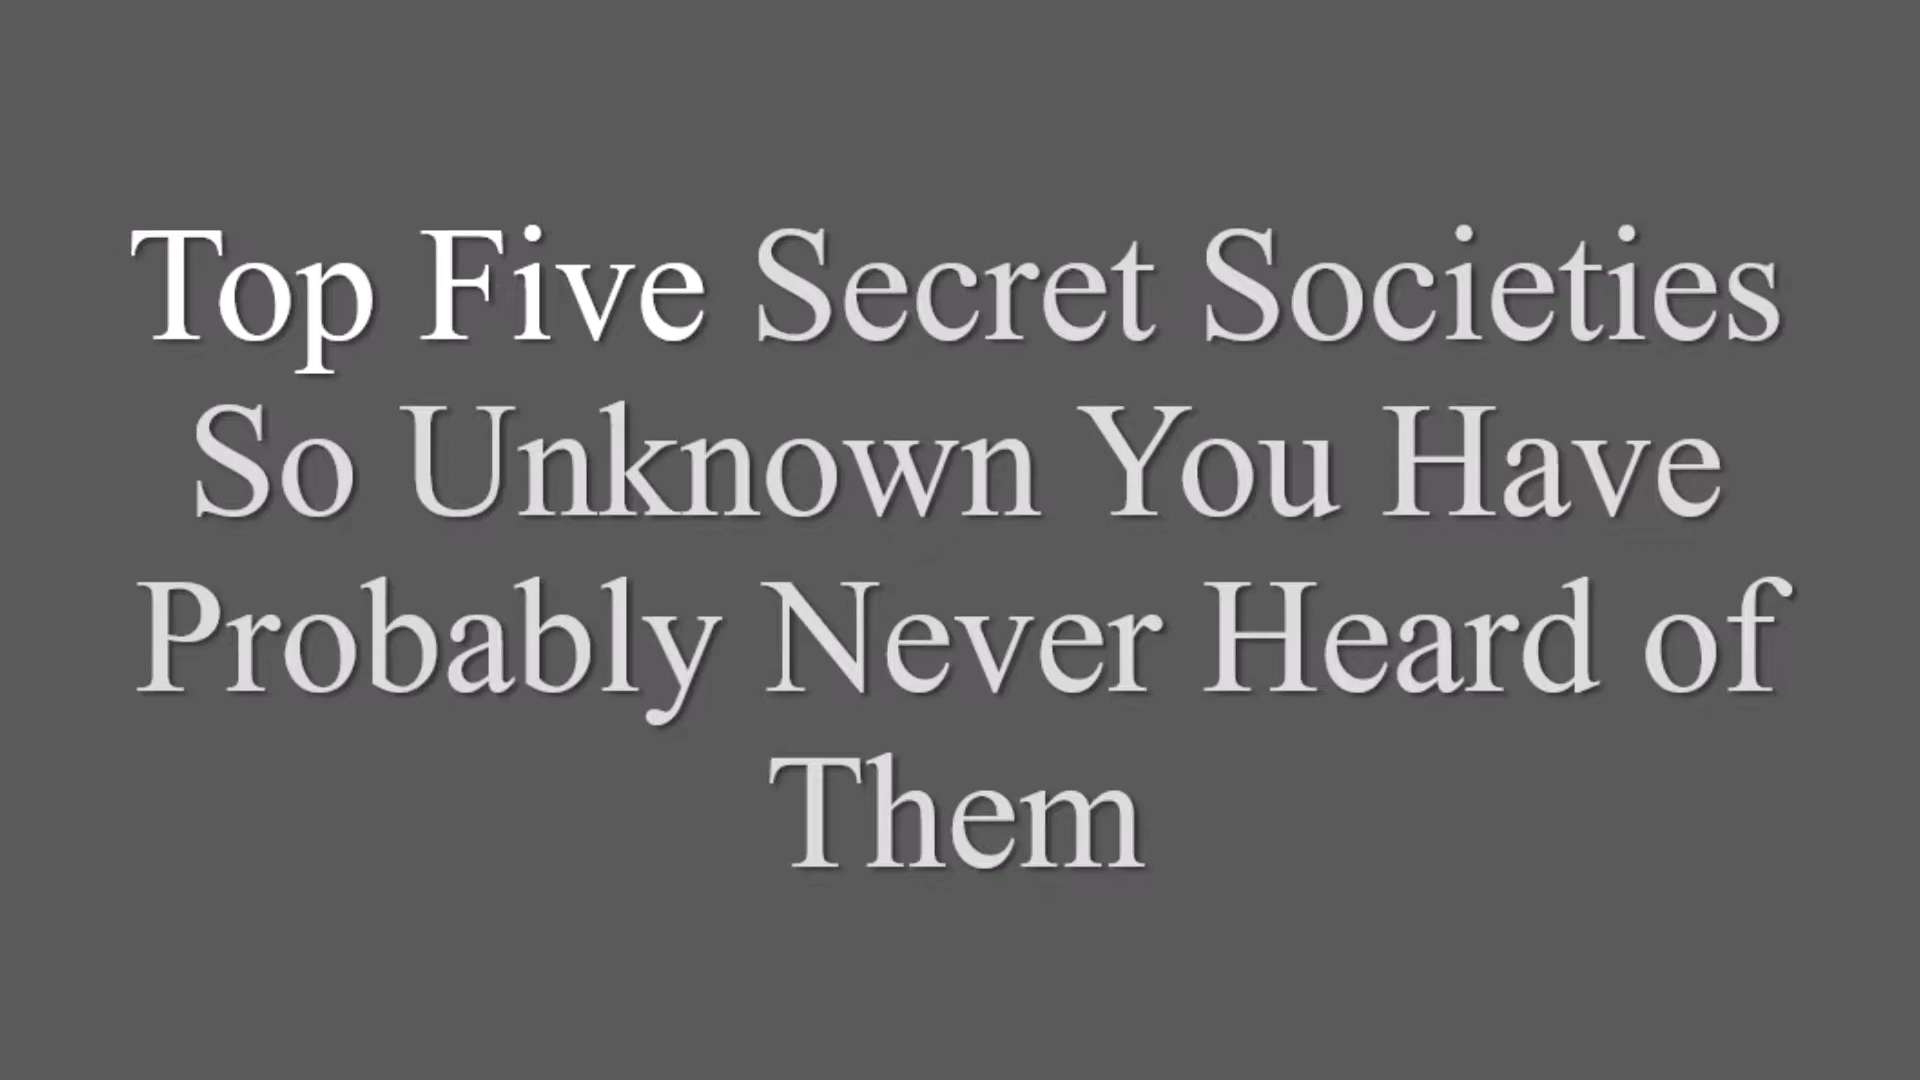 Top Five Secret Societies
So Unknown You Have
Probably Never Heard of
Them